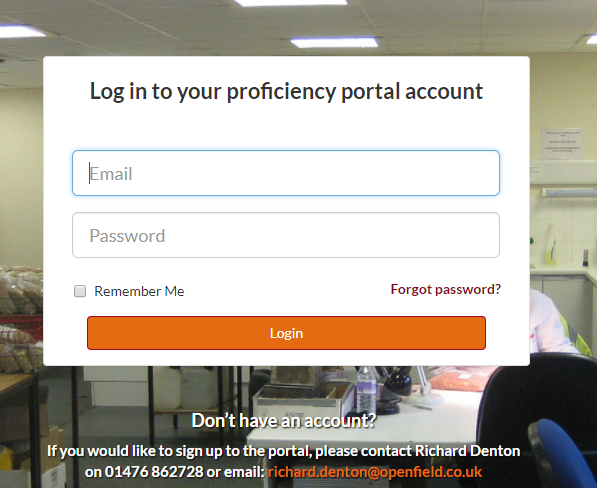 Log in to your proficiency portal account
Email
Password
Remember Me
Forgot password?
Login
Don't have an account?
If you would like to sign up to the portal, please contact Richard Denton
on 01476 862728 or email: richard.denton@openfield.co.uk